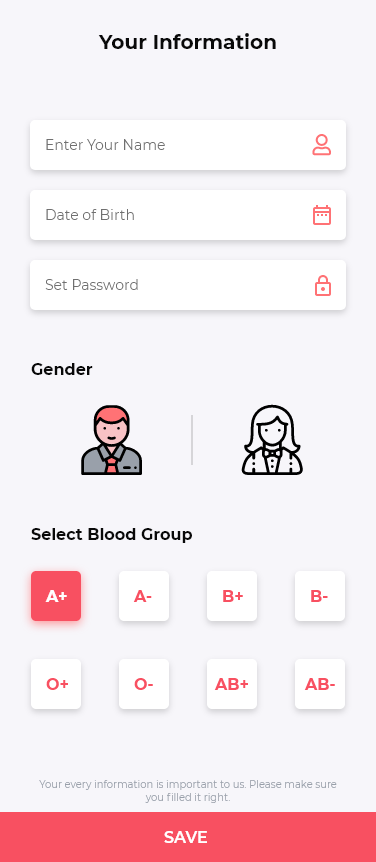 Your Information
Enter Your Name
Date of Birth
Set Password
Gender
Select Blood Group
A+ A- B+ B-
O+ O- AB+ AB-
Your every information is important to us. Please make sure
you filled it right.
SAVE